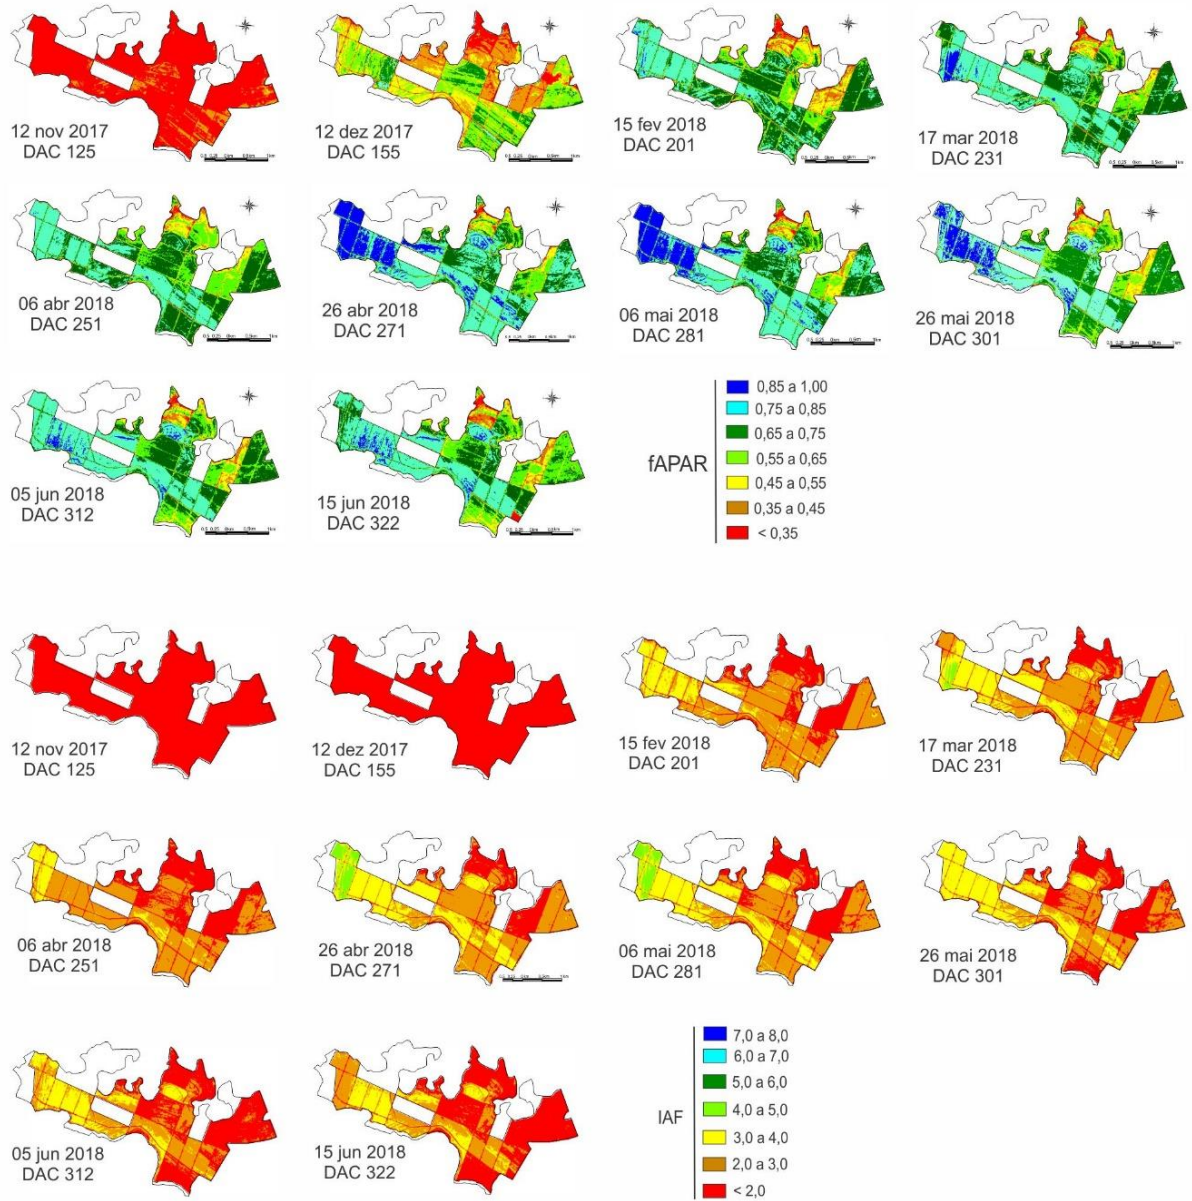 12 nov 2017
DAC 125
12 dez 2017
DAC 155
15 fev 2018
DAC 201
17 mar 2018
DAC 231
06 abr 2018
DAC 251
26 abr 2018
DAC 271
06 mai 2018
DAC 281
26 mai 2018
DAC 301
05 jun 2018
DAC 312
15 jun 2018
DAC 322
fAPAR
0,85 a 1,00
0,75 a 0,85
0,65 a 0,75
0,55 a 0,65
0,45 a 0,55
0,35 a 0,45
< 0,35
12 nov 2017
DAC 125
12 dez 2017
DAC 155
15 fev 2018
DAC 201
17 mar 2018
DAC 231
06 abr 2018
DAC 251
26 abr 2018
DAC 271
06 mai 2018
DAC 281
26 mai 2018
DAC 301
05 jun 2018
DAC 312
15 jun 2018
DAC 322
IAF
7,0 a 8,0
6,0 a 7,0
5,0 a 6,0
4,0 a 5,0
3,0 a 4,0
2,0 a 3,0
< 2,0